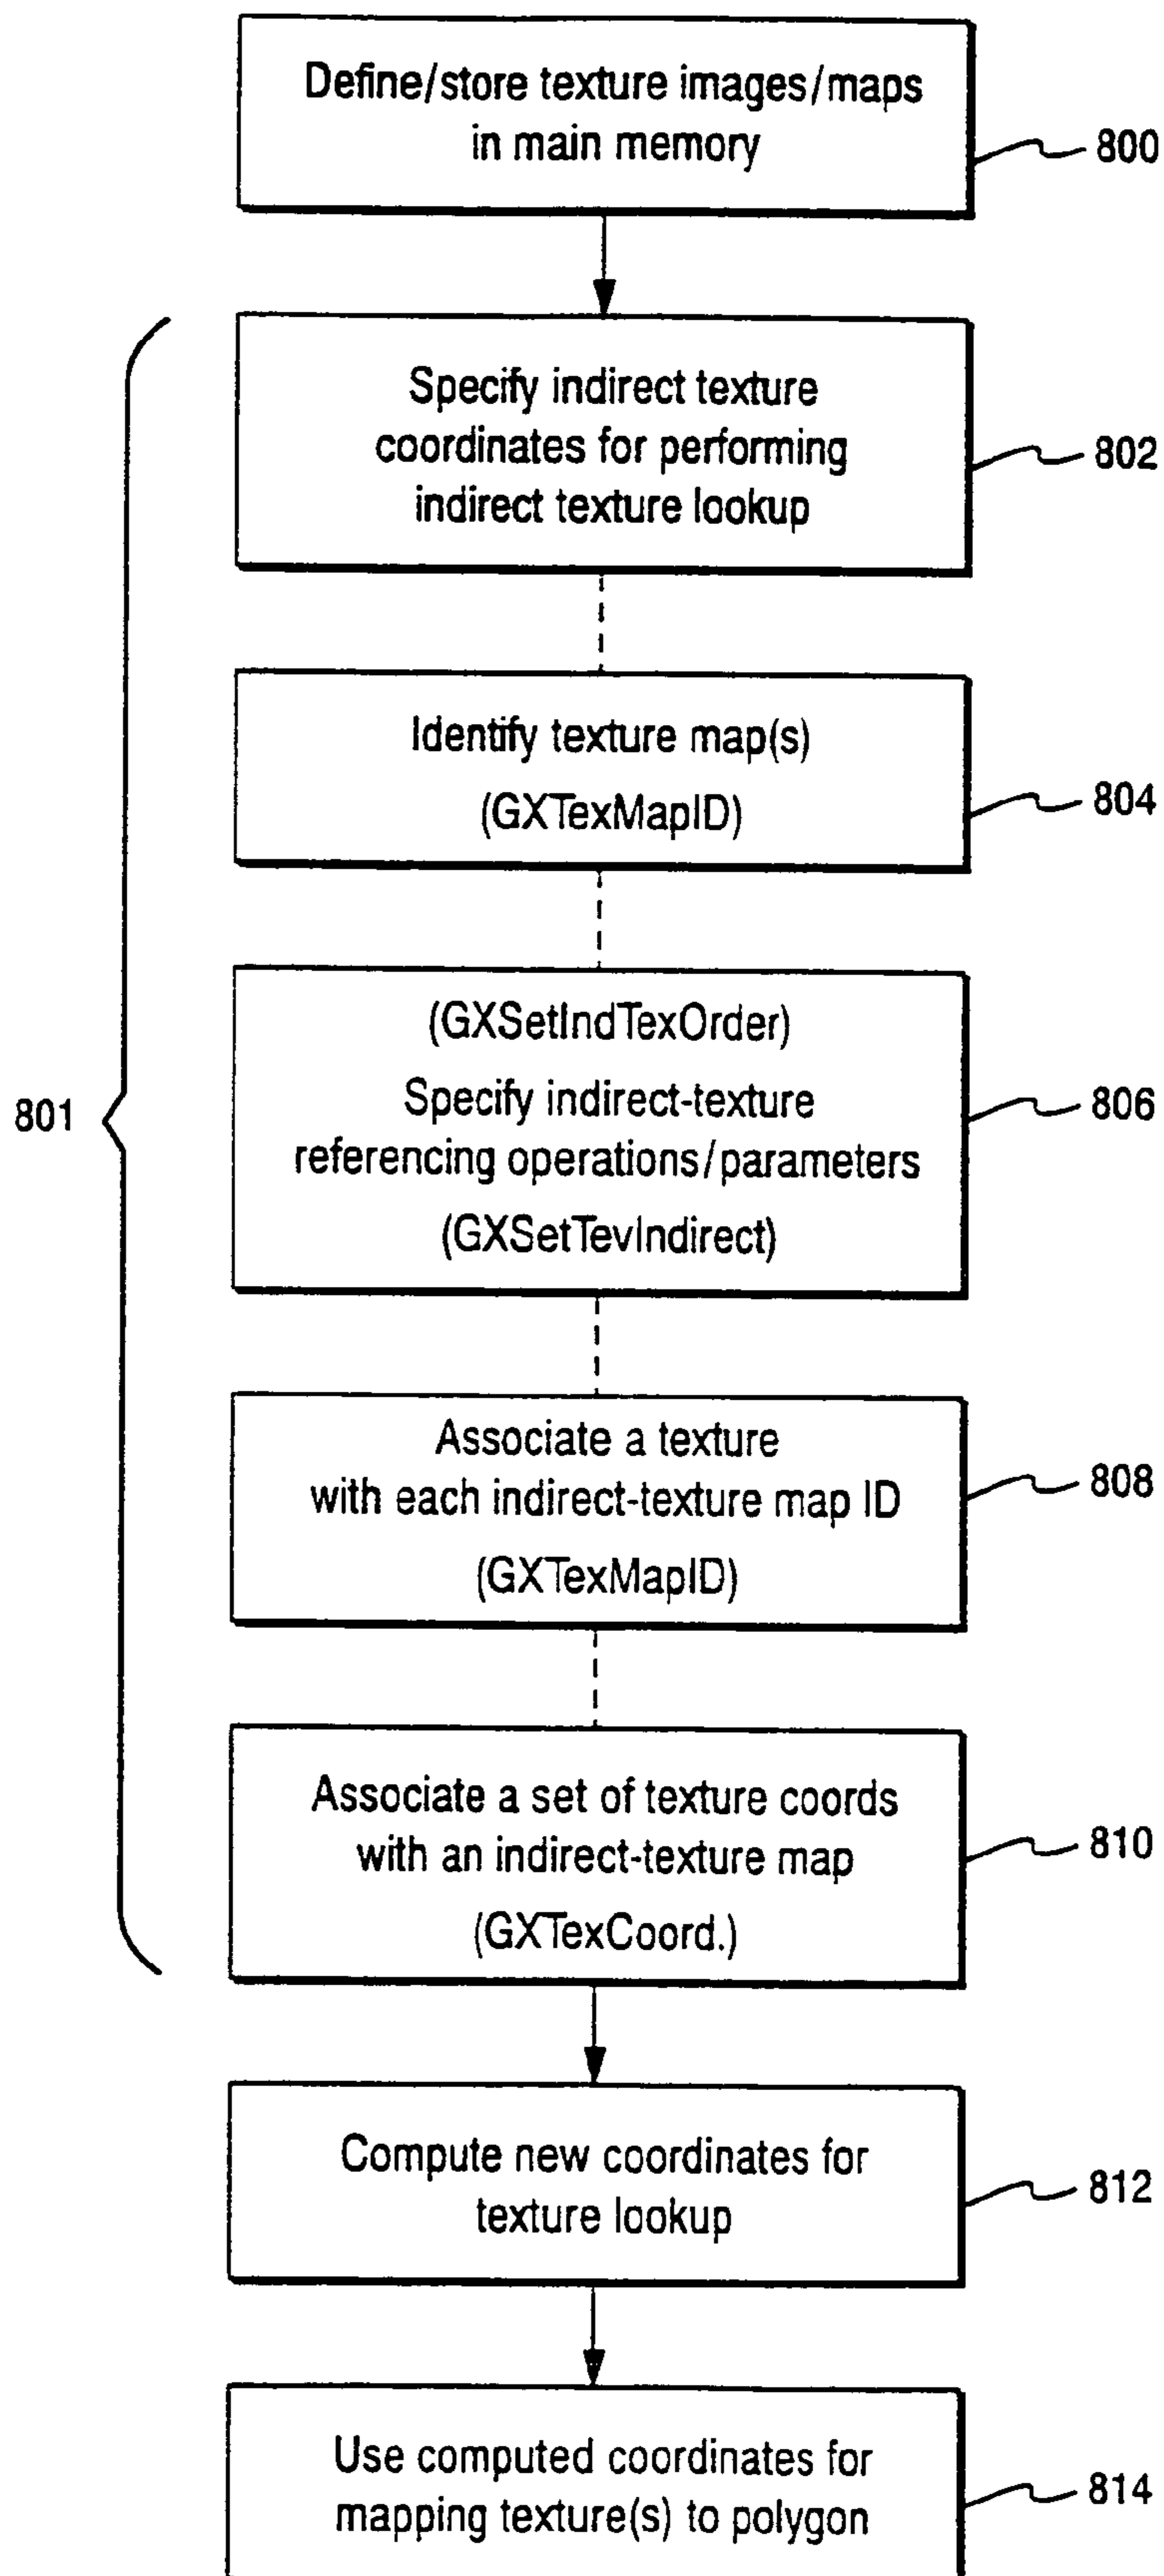 Define/store texture images/maps
in main memory
800
Specify indirect texture
coordinates for performing
indirect texture lookup
802
Identify texture map(s)
(GXTexMapID)
804
801
(GXSetIndTexOrder)
Specify indirect-texture
referencing operations/parameters
(GXSetTevIndirect)
806
Associate a texture
with each indirect-texture map ID
(GXTexMapID)
808
Associate a set of texture coords
with an indirect-texture map
(GXTexCoord.)
810
Compute new coordinates for
texture lookup
812
Use computed coordinates for
mapping texture(s) to polygon
814